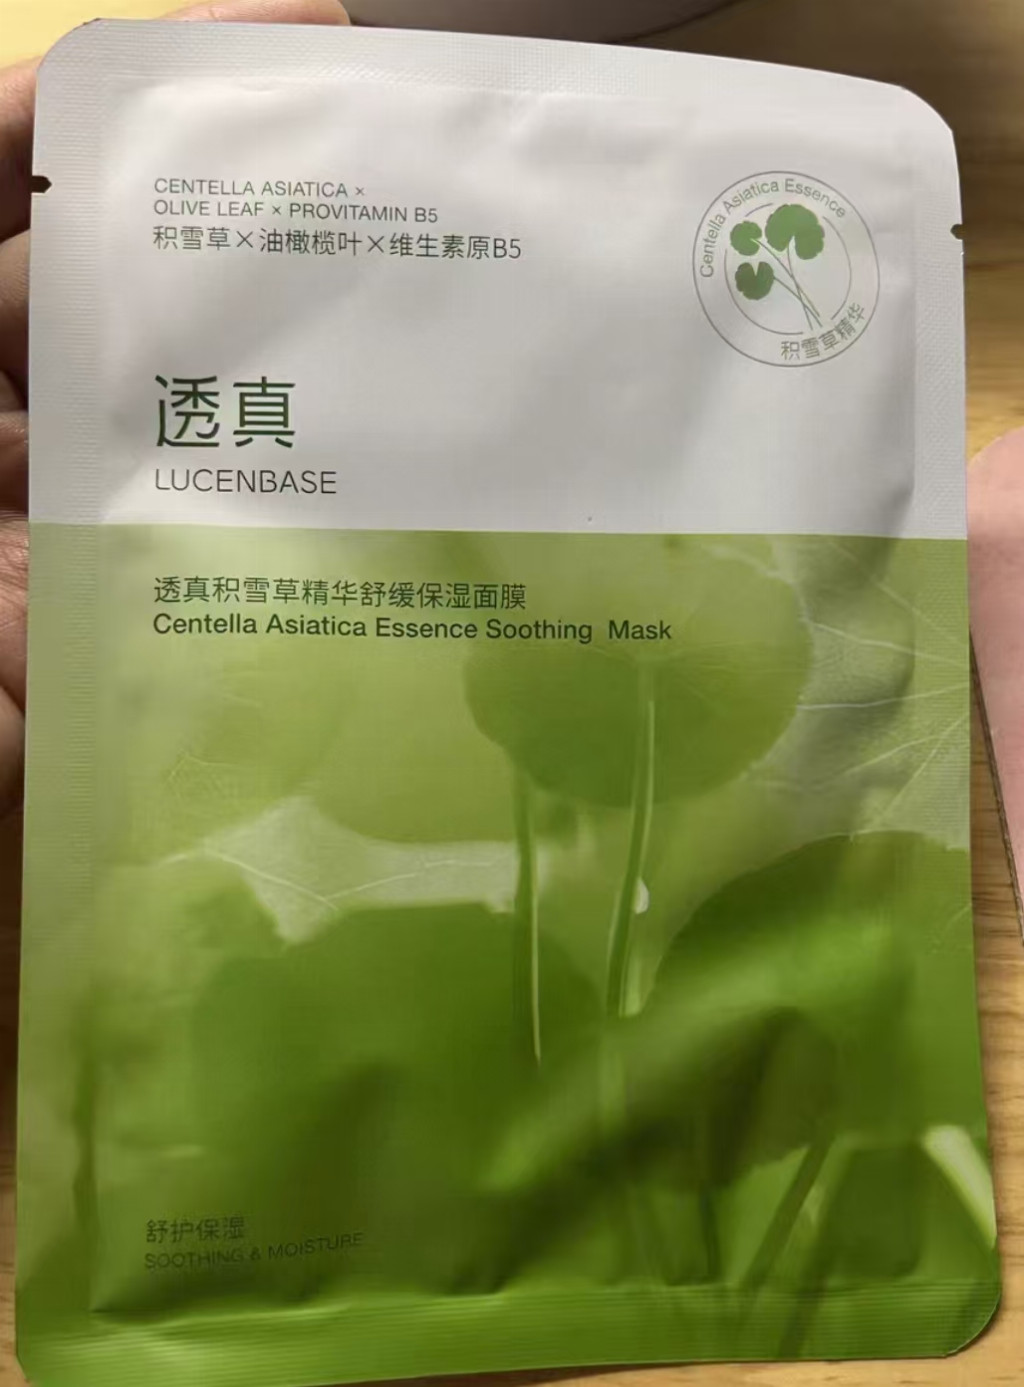 CENTELLA ASIATICA ×
OLIVE LEAF × PROVITAMIN B5
积雪草×油橄榄叶×维生素原B5
Centella Asiatica Essence
积雪草精华
透真
LUCENBASE
透真积雪草精华舒缓保湿面膜
Centella Asiatica Essence Soothing Mask
舒护保湿
SOOTHING & MOISTURE